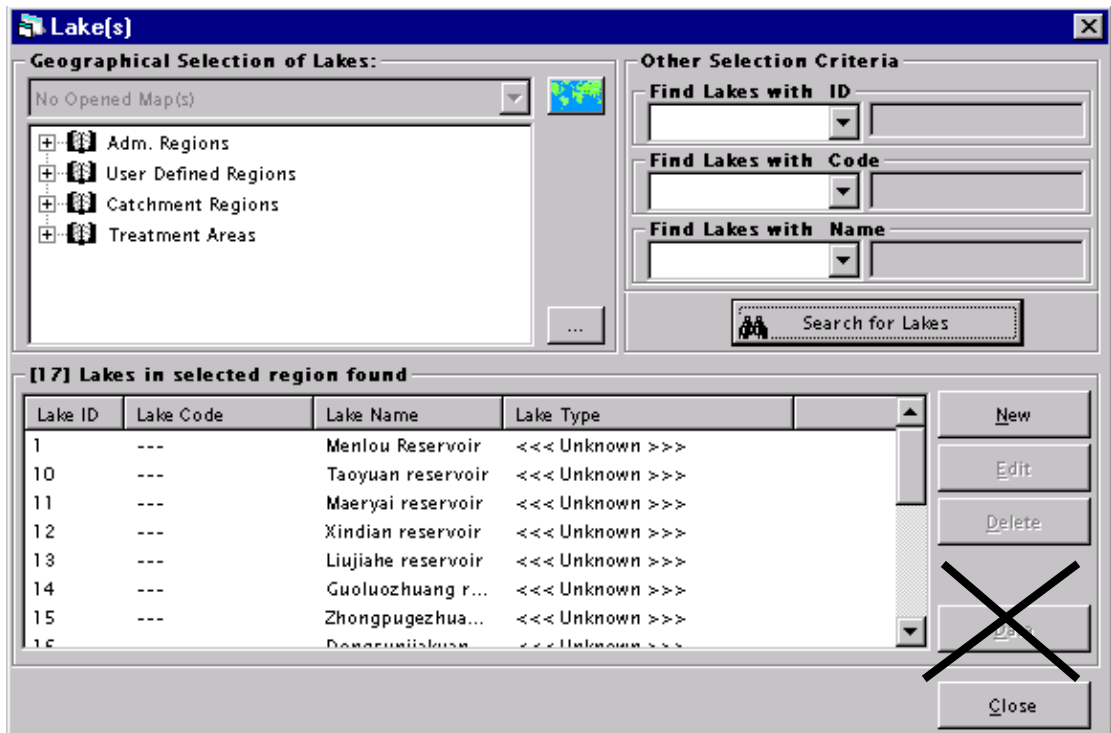 Lake(s)
Geographical Selection of Lakes:
No Opened Map(s)
Adm. Regions
User Defined Regions
Catchment Regions
Treatment Areas
...
Other Selection Criteria
Find Lakes with ID
Find Lakes with Code
Find Lakes with Name
Search for Lakes
[17] Lakes in selected region found
Lake ID Lake Code Lake Name Lake Type
1 --- Menlou Reservoir <<< Unknown >>>
10 --- Taoyuan reservoir <<< Unknown >>>
11 --- Maeryai reservoir <<< Unknown >>>
12 --- Xindian reservoir <<< Unknown >>>
13 --- Liujiahe reservoir <<< Unknown >>>
14 --- Guoluozhuang r... <<< Unknown >>>
15 --- Zhongpugezhua... <<< Unknown >>>
16 <<< Unknown >>>
New
Edit
Delete
Close